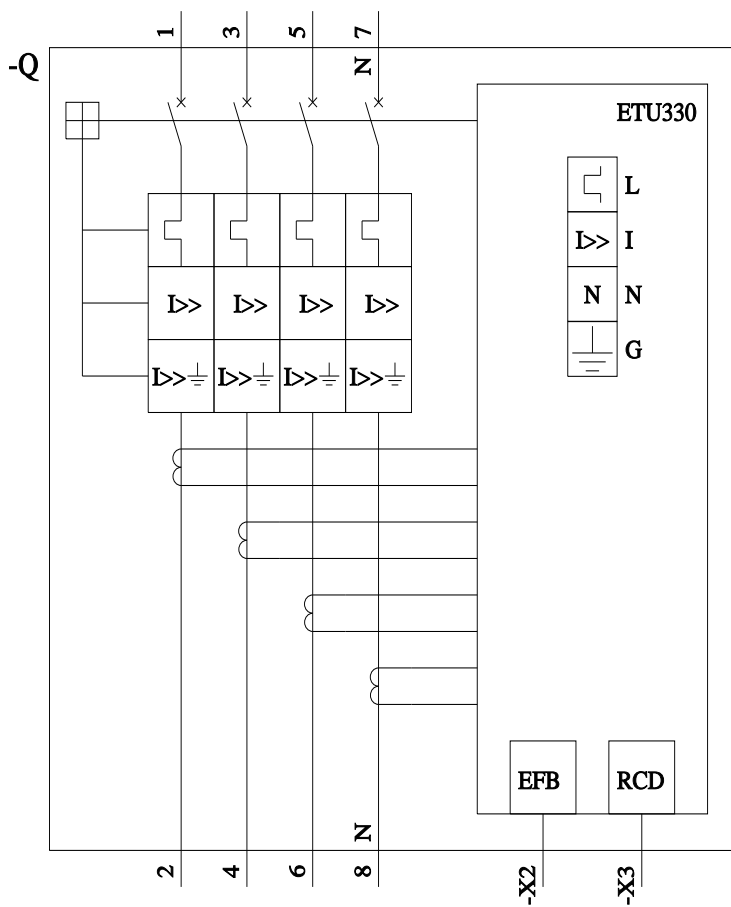 1 3 5 7
N
-Q
ETU330
L
I>> I
N N
G
I>> I>> I>> I>>
I>> I>> I>> I>>
N
EFB RCD
2 4 6 8
-X2 -X3